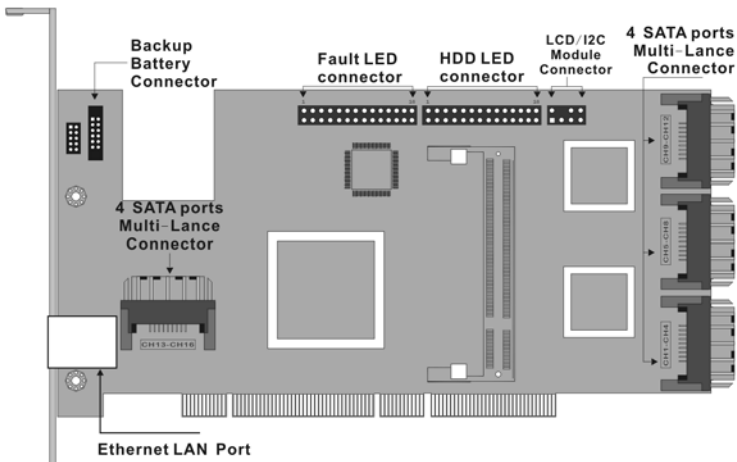 Backup
Battery
Connector
Fault LED
connector
HDD LED
connector
LCD/I2C
Module
Connector
4 SATA ports
Multi-Lance
Connector
CH9-CH12
CH5-CH8
CH1-CH4
4 SATA ports
Multi-Lance
Connector
CH13-CH16
Ethernet LAN Port